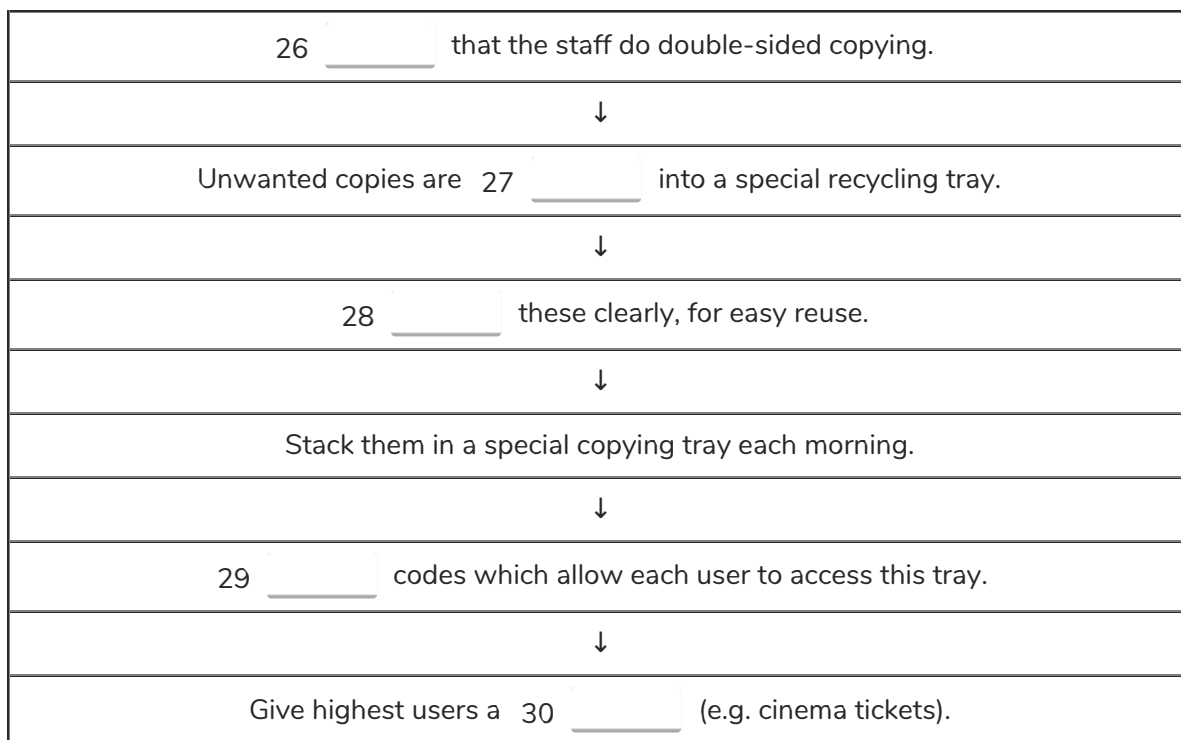 26 that the staff do double-sided copying.
↓
Unwanted copies are 27 into a special recycling tray.
↓
28 these clearly, for easy reuse.
↓
Stack them in a special copying tray each morning.
↓
29 codes which allow each user to access this tray.
↓
Give highest users a 30 (e.g. cinema tickets).